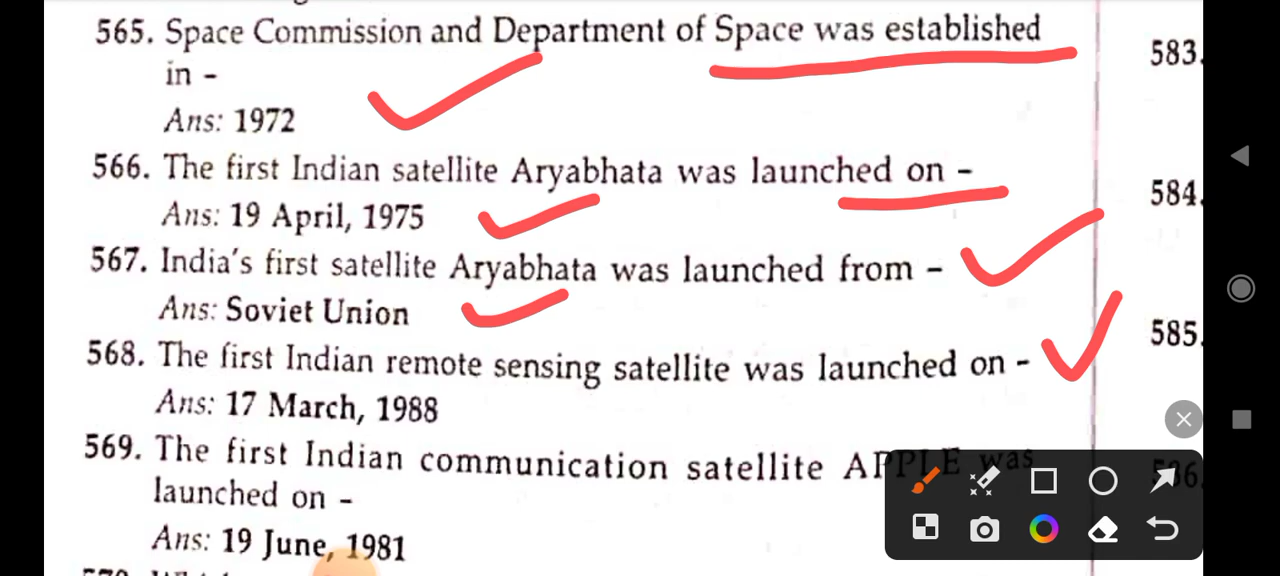 565. Space Commission and Department of Space was established
in -
Ans: 1972
566. The first Indian satellite Aryabhata was launched on -
Ans: 19 April, 1975
567. India's first satellite Aryabhata was launched from -
Ans: Soviet Union
568. The first Indian remote sensing satellite was launched on -
Ans: 17 March, 1988
569. The first Indian communication satellite APPLE was
launched on -
Ans: 19 June, 1981
583.
584.
585.